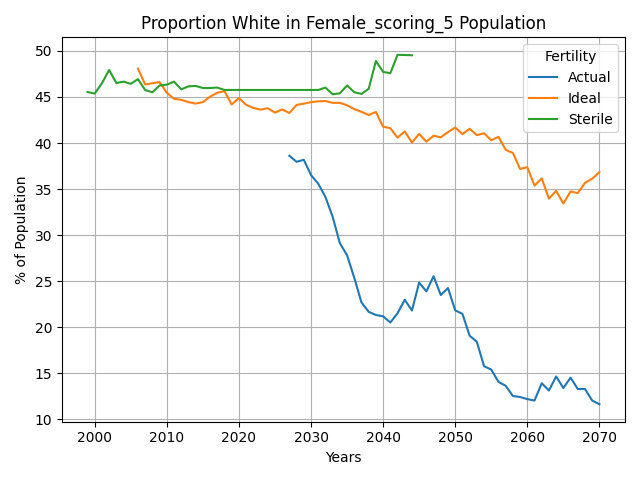 Proportion White in Female_scoring_5 Population
Fertility
Actual
Ideal
Sterile
% of Population
50
45
40
35
30
25
20
15
10
2000 2010 2020 2030 2040 2050 2060 2070
Years